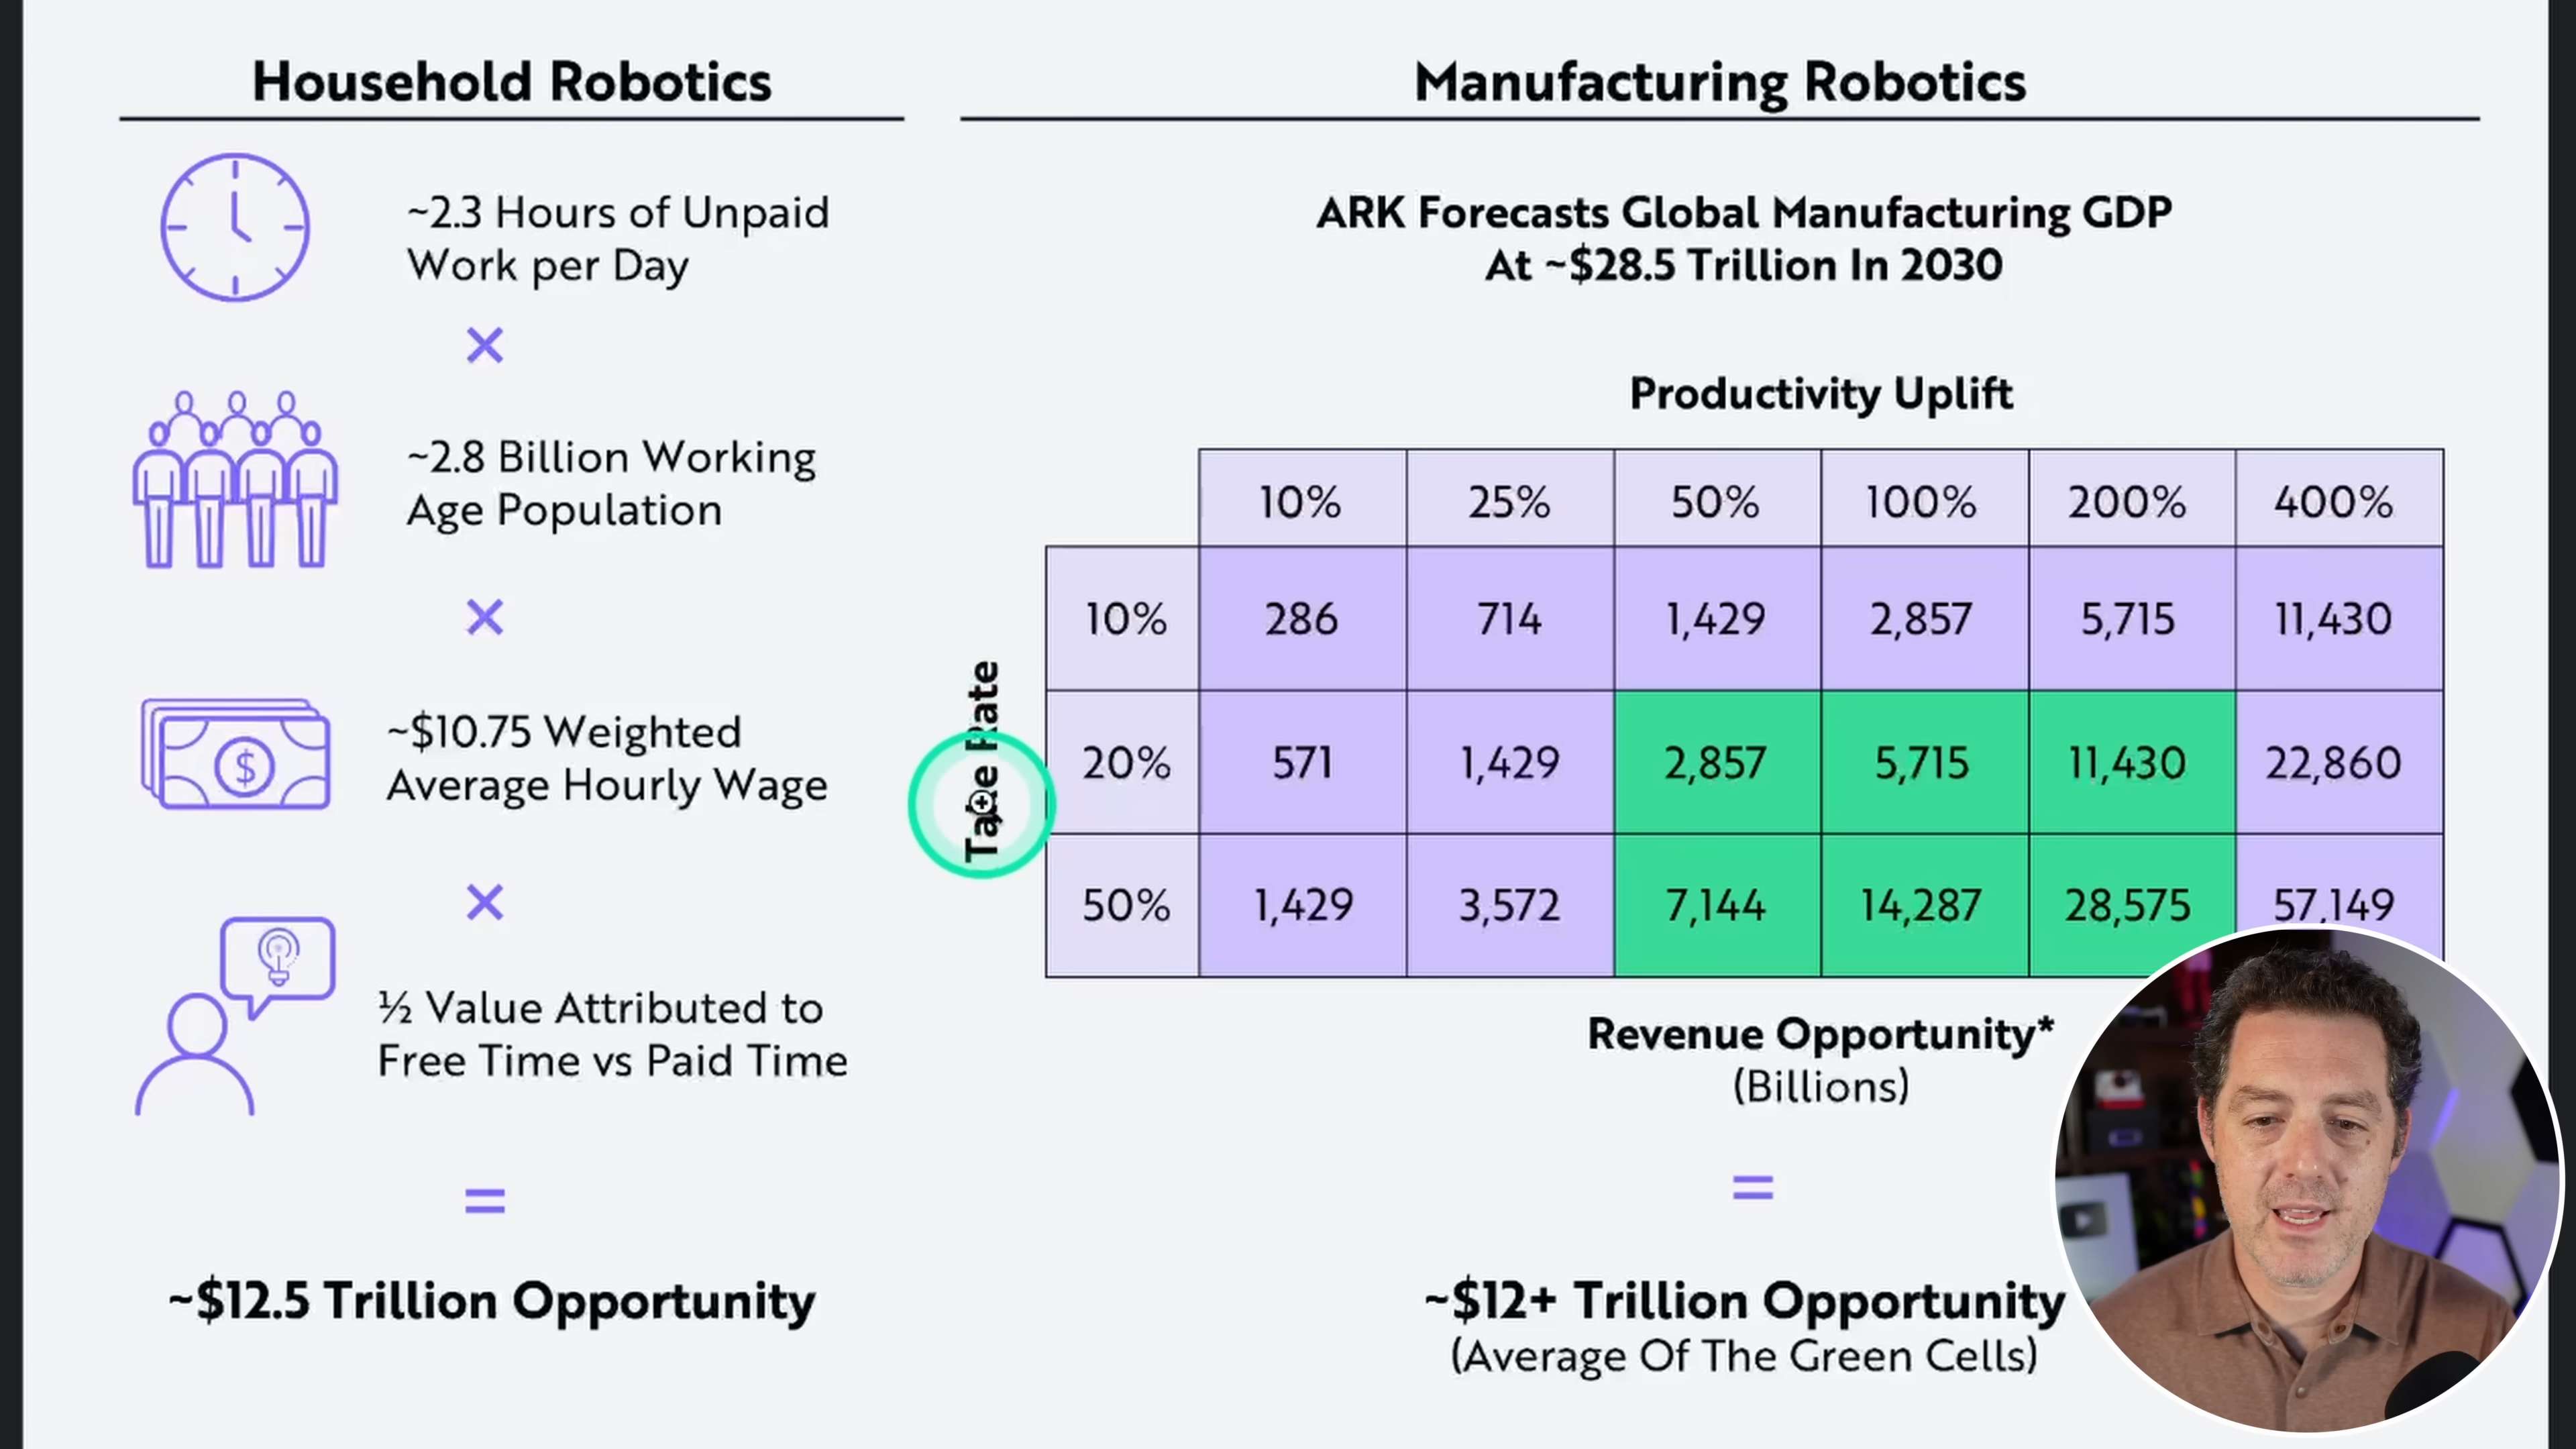 Household Robotics
~2.3 Hours of Unpaid
Work per Day
×
~2.8 Billion Working
Age Population
×
~$10.75 Weighted
Average Hourly Wage
$
×
½ Value Attributed to
Free Time vs Paid Time
=
~$12.5 Trillion Opportunity
Manufacturing Robotics
ARK Forecasts Global Manufacturing GDP
At ~$28.5 Trillion In 2030
Productivity Uplift
10% 25% 50% 100% 200% 400%
Take Rate
10% 286 714 1,429 2,857 5,715 11,430
20% 571 1,429 2,857 5,715 11,430 22,860
50% 1,429 3,572 7,144 14,287 28,575 57,149
Revenue Opportunity*
(Billions)
=
~$12+ Trillion Opportunity
(Average Of The Green Cells)